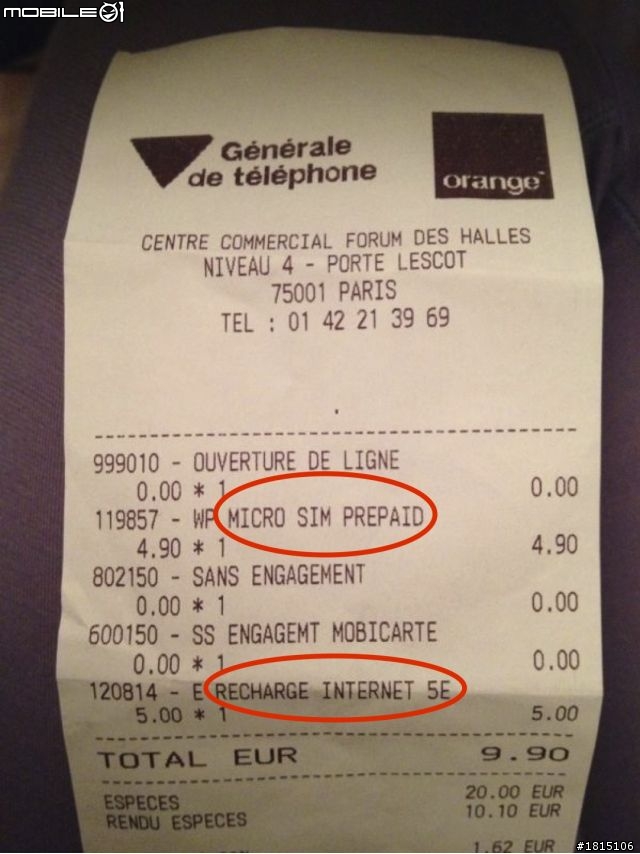 MOBILE01
Générale
de téléphone
orange™
CENTRE COMMERCIAL FORUM DES HALLES
NIVEAU 4 - PORTE LESCOT
75001 PARIS
TEL : 01 42 21 39 69
999010 - OUVERTURE DE LIGNE
0.00 * 1 0.00
119857 - WP MICRO SIM PREPAID
4.90 * 1 4.90
802150 - SANS ENGAGEMENT
0.00 * 1 0.00
600150 - SS ENGAGEMT MOBICARTE
0.00 * 1 0.00
120814 - E RECHARGE INTERNET 5E
5.00 * 1 5.00
TOTAL EUR 9.90
ESPECES 20.00 EUR
RENDU ESPECES 10.10 EUR
1.62 EUR
#1815106